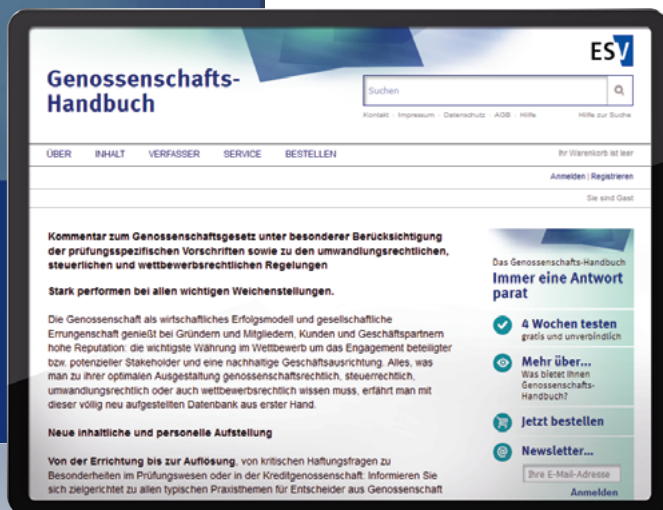 ESV
Genossenschafts-
Handbuch
Suchen
Kontakt · Impressum · Datenschutz · AGB · Hilfe
Hilfe zur Suche
ÜBER INHALT VERFASSER SERVICE BESTELLEN
Ihr Warenkorb ist leer
Anmelden | Registrieren
Sie sind Gast
Kommentar zum Genossenschaftsgesetz unter besonderer Berücksichtigung
der prüfungsspezifischen Vorschriften sowie zu den umwandlungsrechtlichen,
steuerlichen und wettbewerbsrechtlichen Regelungen
Stark performen bei allen wichtigen Weichenstellungen.
Die Genossenschaft als wirtschaftliches Erfolgsmodell und gesellschaftliche
Errungenschaft genießt bei Gründern und Mitgliedern, Kunden und Geschäftspartnern
hohe Reputation: die wichtigste Währung im Wettbewerb um das Engagement beteiligter
bzw. potenzieller Stakeholder und eine nachhaltige Geschäftsausrichtung. Alles, was
man zu ihrer optimalen Ausgestaltung genossenschaftsrechtlich, steuerrechtlich,
umwandlungsrechtlich oder auch wettbewerbsrechtlich wissen muss, erfährt man mit
dieser völlig neu aufgestellten Datenbank aus erster Hand.
Neue inhaltliche und personelle Aufstellung
Von der Errichtung bis zur Auflösung, von kritischen Haftungsfragen zu
Besonderheiten im Prüfungswesen oder in der Kreditgenossenschaft: Informieren Sie
sich zielgerichtet zu allen typischen Praxisthemen für Entscheider aus Genossenschaft
Das Genossenschafts-Handbuch
Immer eine Antwort
parat
4 Wochen testen
gratis und unverbindlich
Mehr über...
Was bietet Ihnen
Genossenschafts-
Handbuch?
Jetzt bestellen
@ Newsletter...
Ihre E-Mail-Adresse
Anmelden